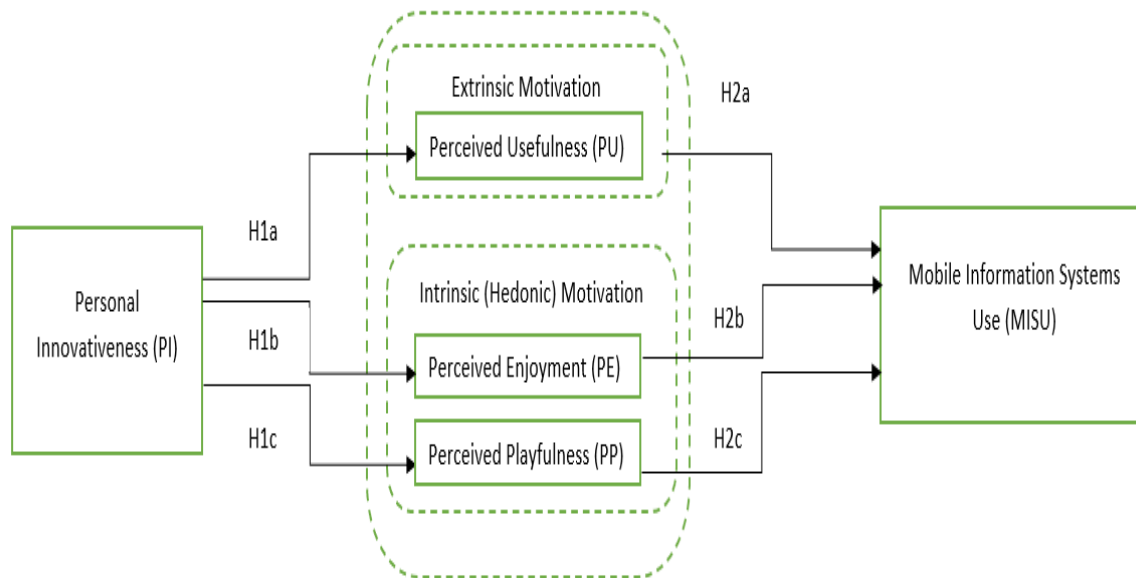 Extrinsic Motivation
H2a
Perceived Usefulness (PU)
H1a
Personal
Innovativeness (PI)
Mobile Information Systems
Use (MISU)
Intrinsic (Hedonic) Motivation
H2b
H1b
Perceived Enjoyment (PE)
H1c
Perceived Playfulness (PP)
H2c